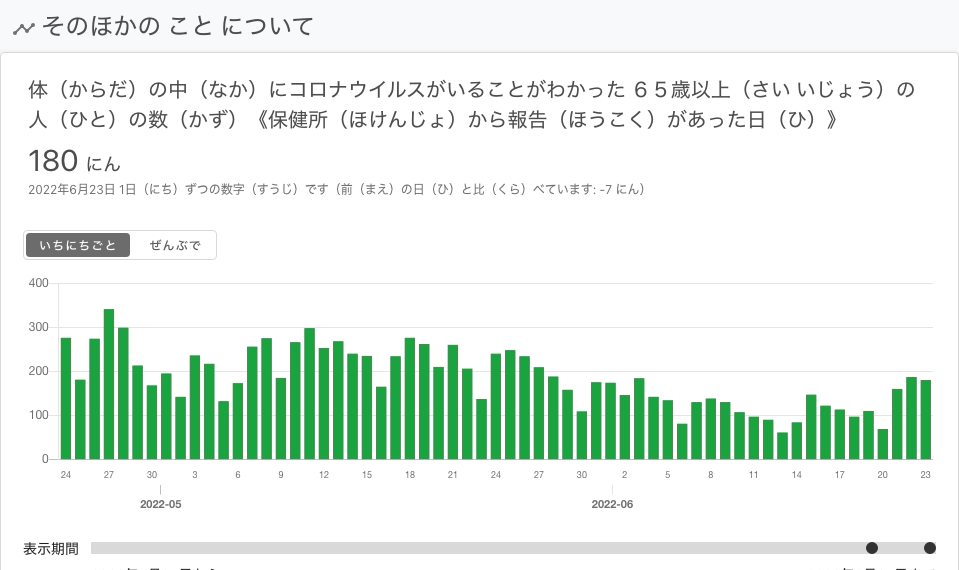 そのほかの こと について
体（からだ）の中（なか）にコロナウイルスがいることがわかった ６５歳以上（さい いじょう）の
人（ひと）の数（かず）《保健所（ほけんじょ）から報告（ほうこく）があった日（ひ）》
180 にん
2022年6月23日 1日（にち）ずつの数字（すうじ）です（前（まえ）の日（ひ）と比（くら）べています: -7 にん）
いちにちごと ぜんぶで
400
300
200
100
0
24 27 30 3 6 9 12 15 18 21 24 27 30 2 5 8 11 14 17 20 23
2022-05 2022-06
表示期間